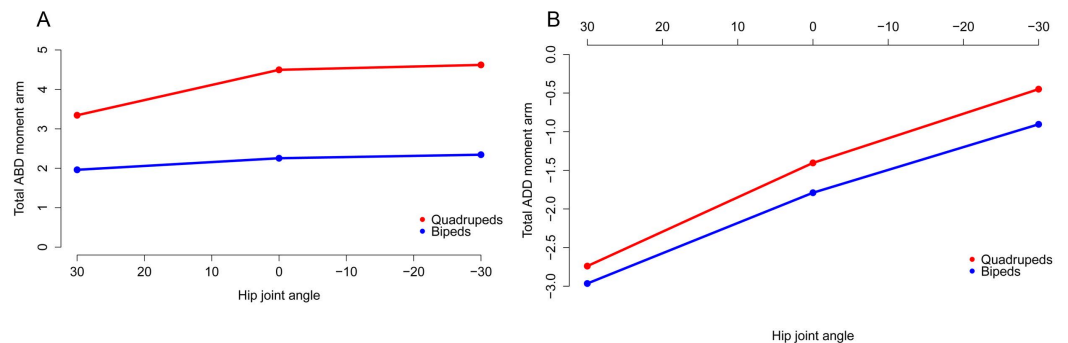 A
Total ABD moment arm
5
4
3
2
1
0
Quadrupeds
Bipeds
30 20 10 0 −10 −20 −30
Hip joint angle
B
30 20 10 0 −10 −20 −30
Total ADD moment arm
0.0
−0.5
−1.0
−1.5
−2.0
−2.5
−3.0
Quadrupeds
Bipeds
Hip joint angle